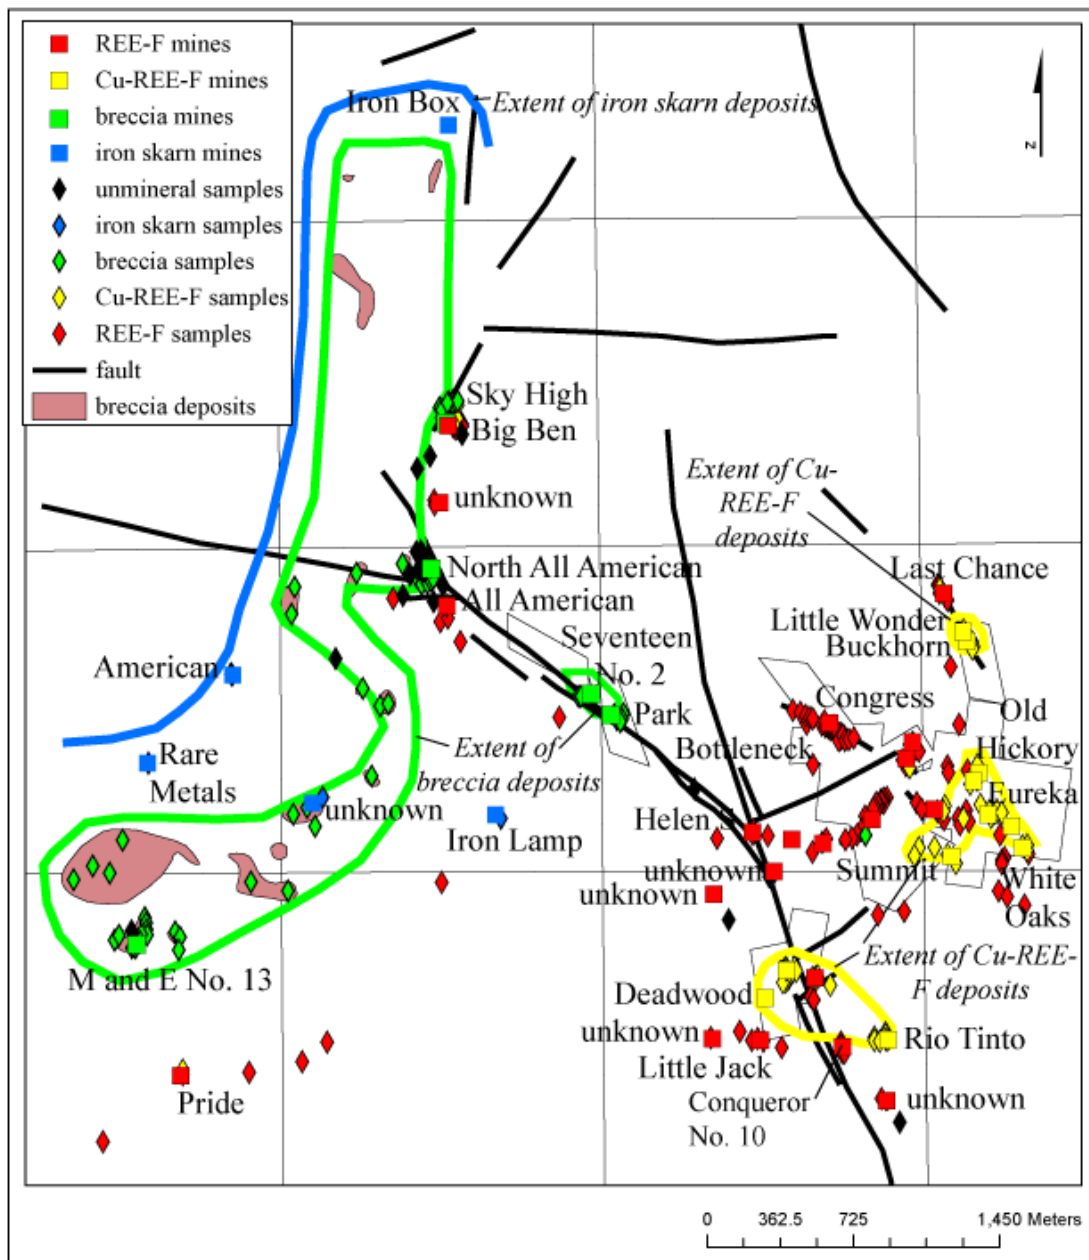 REE-F mines
Cu-REE-F mines
breccia mines
iron skarn mines
unmineral samples
iron skarn samples
breccia samples
Cu-REE-F samples
REE-F samples
fault
breccia deposits
Iron Box
Extent of iron skarn deposits
z
Sky High
Big Ben
unknown
Extent of Cu-
REE-F
deposits
North All American
All American
Last Chance
Little Wonder
Buckhorn
Seventeen
No. 2
Park
American
Congress
Old
Hickory
Bottleneck
Extent of
breccia deposits
Rare
Metals
unknown
Iron Lamp
Eureka
Helen S
Summit
unknown
unknown
White
Oaks
M and E No. 13
Extent of Cu-REE-
F deposits
Deadwood
unknown
Little Jack
Rio Tinto
Pride
Conqueror
No. 10
unknown
0 362.5 725 1,450 Meters